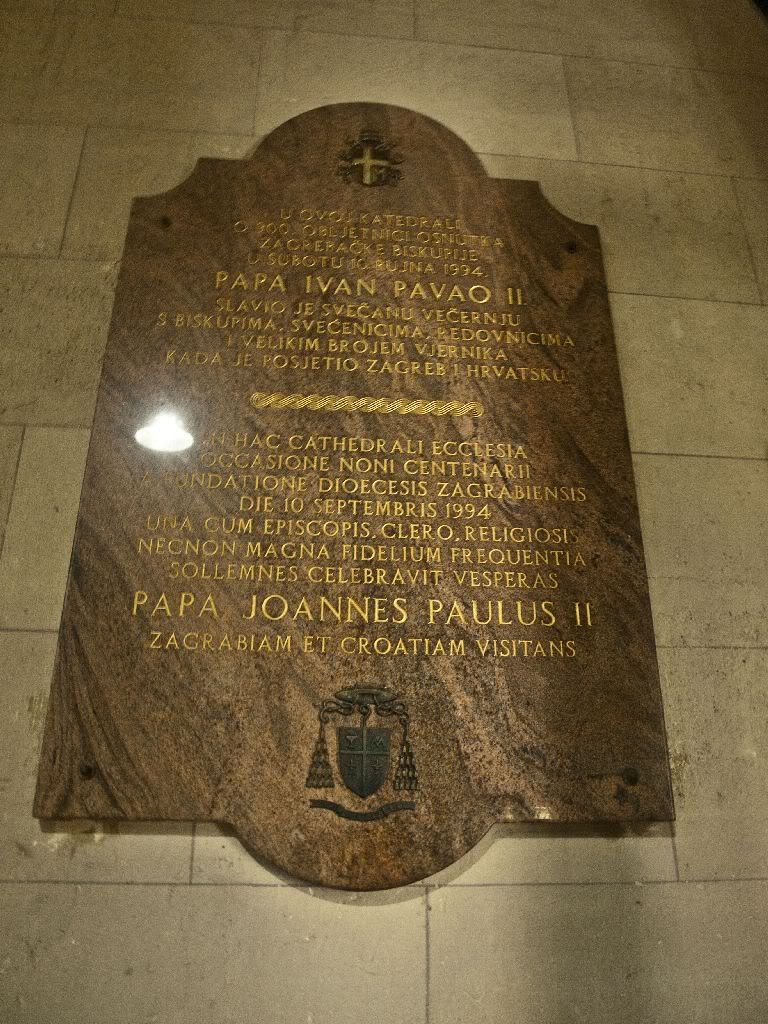 U OVOJ KATEDRALI
O 900. OBLJETNICI OSNUTKA
ZAGREPAČKE BISKUPIJE
U SUBOTU 10. RUJNA 1994.
PAPA IVAN PAVAO II.
SLAVIO JE SVEČANU VEČERNJU
S BISKUPIMA, SVEĆENICIMA, REDOVNICIMA
I VELIKIM BROJEM VJERNIKA
KADA JE POSJETIO ZAGREB I HRVATSKU.
IN HAC CATHEDRALI ECCLESIA
OCCASIONE NONI CENTENARII
A FUNDATIONE DIOECESIS ZAGRABIENSIS
DIE 10 SEPTEMBRIS 1994
UNA CUM EPISCOPIS, CLERO, RELIGIOSIS
NECNON MAGNA FIDELIUM FREQUENTIA
SOLLEMNES CELEBRAVIT VESPERAS
PAPA JOANNES PAULUS II
ZAGRABIAM ET CROATIAM VISITANS